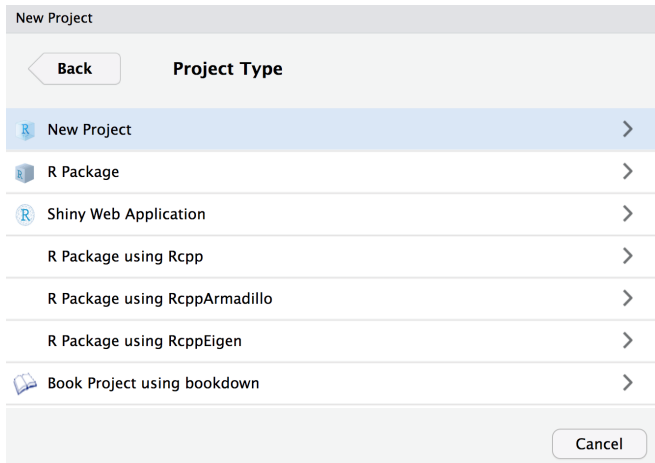 New Project
Back
Project Type
R New Project
R R Package
R Shiny Web Application
R Package using Rcpp
R Package using RcppArmadillo
R Package using RcppEigen
Book Project using bookdown
Cancel